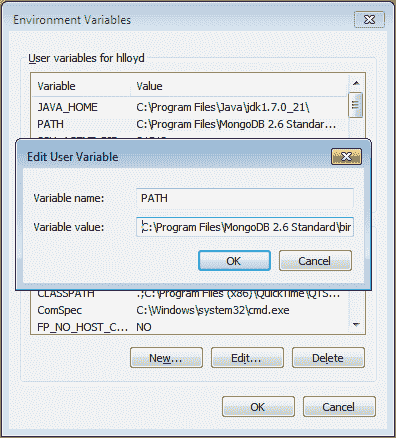 Environment Variables
User variables for hlloyd
Variable Value
JAVA_HOME C:\Program Files\Java\jdk1.7.0_21\
PATH C:\Program Files\MongoDB 2.6 Standar...
Edit User Variable
Variable name: PATH
Variable value: C:\Program Files\MongoDB 2.6 Standard\bin
OK Cancel
CLASSPATH .;C:\Program Files (x86)\QuickTime\QTS...
ComSpec C:\Windows\system32\cmd.exe
FP_NO_HOST_C... NO
New... Edit... Delete
OK Cancel